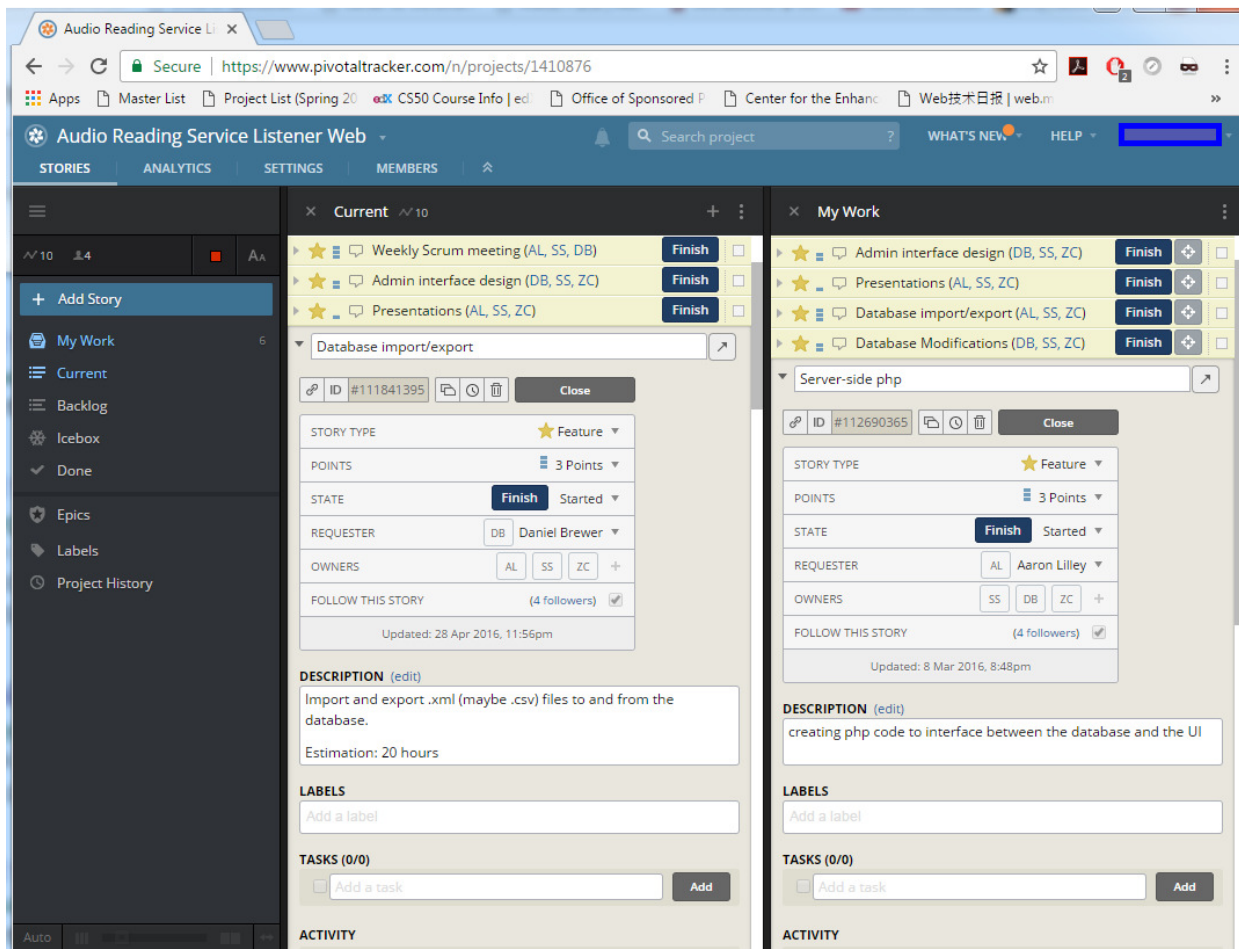 Audio Reading Service Li
Secure | https://www.pivotaltracker.com/n/projects/1410876
2
Apps Master List Project List (Spring 20 edX CS50 Course Info | ed Office of Sponsored P Center for the Enhanc Web技术日报 | web.m »
Audio Reading Service Listener Web
Search project ?
WHAT'S NEW
HELP
STORIES ANALYTICS SETTINGS MEMBERS
10 4 AA
+ Add Story
My Work 6
Current
Backlog
Icebox
Done
Epics
Labels
Project History
Auto
× Current 10 +
Weekly Scrum meeting (AL, SS, DB) Finish
Admin interface design (DB, SS, ZC) Finish
Presentations (AL, SS, ZC) Finish
Database import/export
ID #111841395 Close
STORY TYPE Feature
POINTS 3 Points
STATE Finish Started
REQUESTER DB Daniel Brewer
OWNERS AL SS ZC +
FOLLOW THIS STORY (4 followers)
Updated: 28 Apr 2016, 11:56pm
DESCRIPTION (edit)
Import and export .xml (maybe .csv) files to and from the
database.
Estimation: 20 hours
LABELS
Add a label
TASKS (0/0)
Add a task Add
ACTIVITY
× My Work
Admin interface design (DB, SS, ZC) Finish
Presentations (AL, SS, ZC) Finish
Database import/export (AL, SS, ZC) Finish
Database Modifications (DB, SS, ZC) Finish
Server-side php
ID #112690365 Close
STORY TYPE Feature
POINTS 3 Points
STATE Finish Started
REQUESTER AL Aaron Lilley
OWNERS SS DB ZC +
FOLLOW THIS STORY (4 followers)
Updated: 8 Mar 2016, 8:48pm
DESCRIPTION (edit)
creating php code to interface between the database and the UI
LABELS
Add a label
TASKS (0/0)
Add a task Add
ACTIVITY